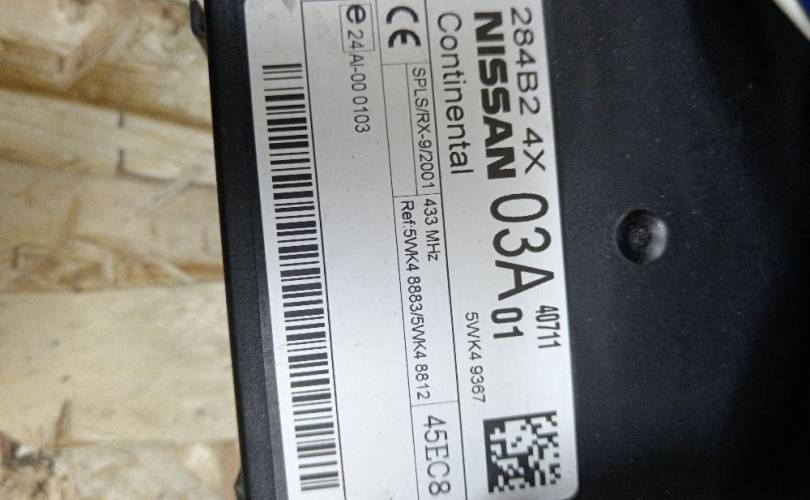 284B2 4X 03A 01 40711
NISSAN
Continental 5WK4 9367
SPLS/RX-9/2001 433 MHz 45EC8
Ref:5WK4 8883/5WK4 8812
CE
e 24 AI-00 0103